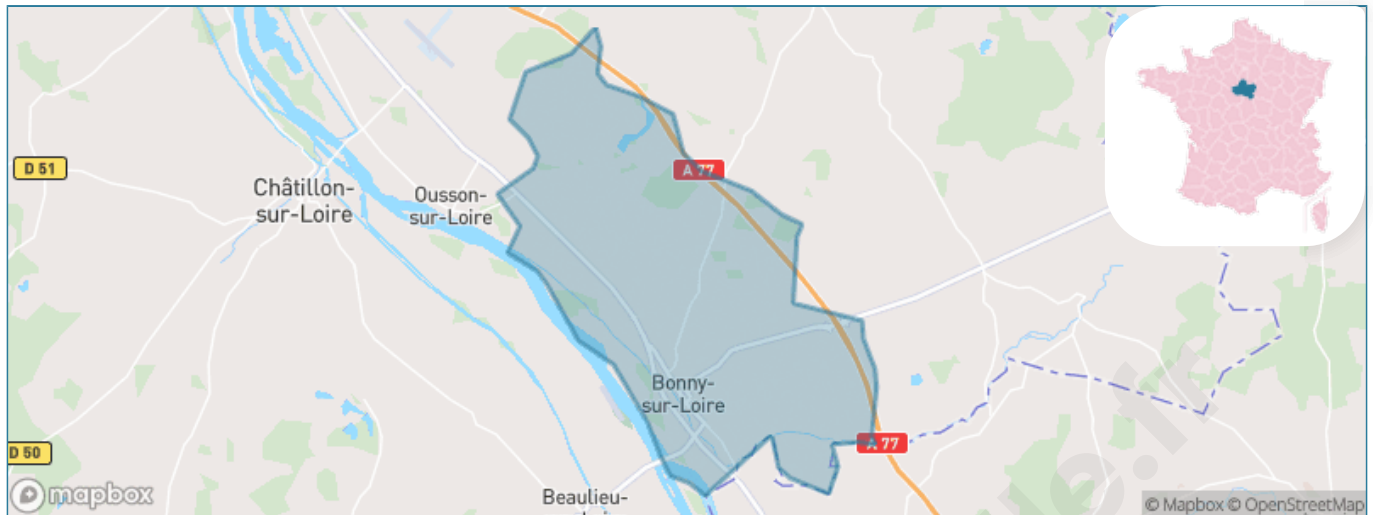 D 51
A 77
Châtillon-
sur-Loire
Ousson-
sur-Loire
Bonny-
sur-Loire
A 77
D 50
Beaulieu-
mapbox
© Mapbox © OpenStreetMap